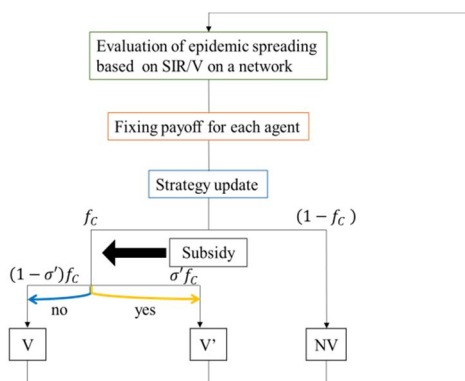 Evaluation of epidemic spreading
based on SIR/V on a network
Fixing payoff for each agent
Strategy update
f_C
(1 − f_C )
Subsidy
(1 − σ')f_C
σ'f_C
no
yes
V
V'
NV